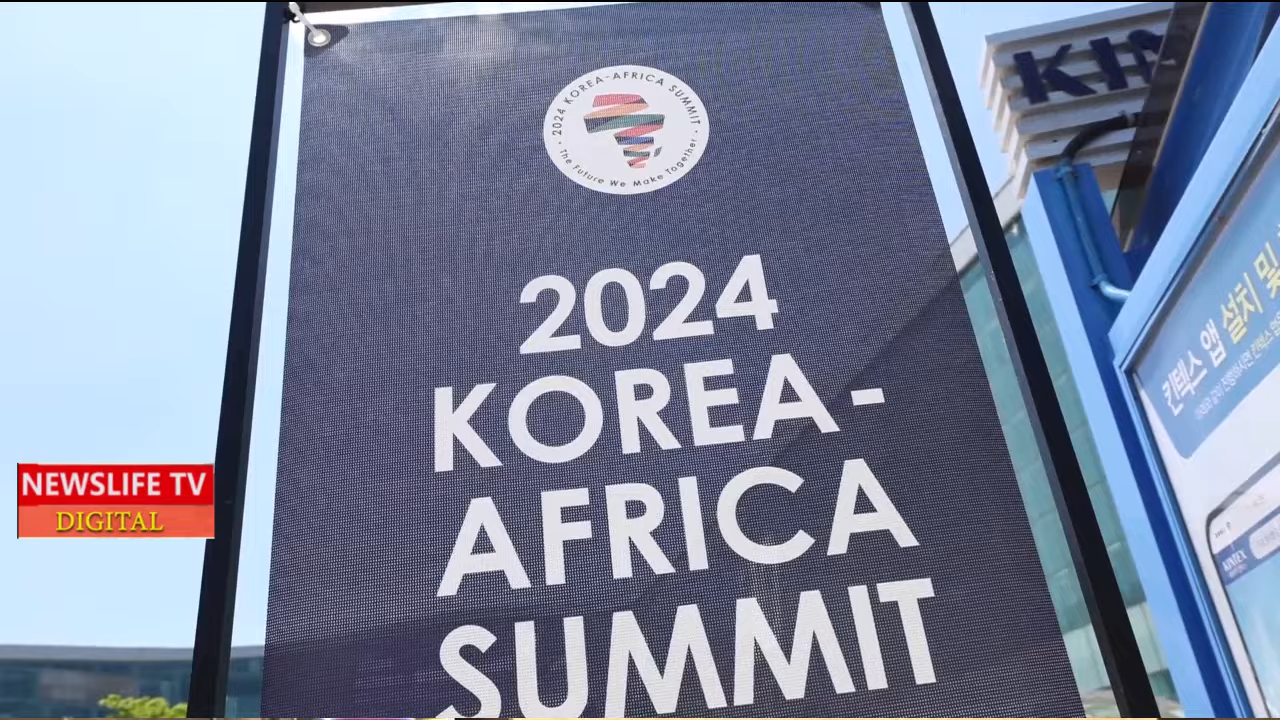 2024 KOREA-AFRICA SUMMIT
The Future We Make Together
2024
KOREA-
AFRICA
SUMMIT
NEWSLIFE TV
DIGITAL
KIN
킨텍스 앱 설치 및